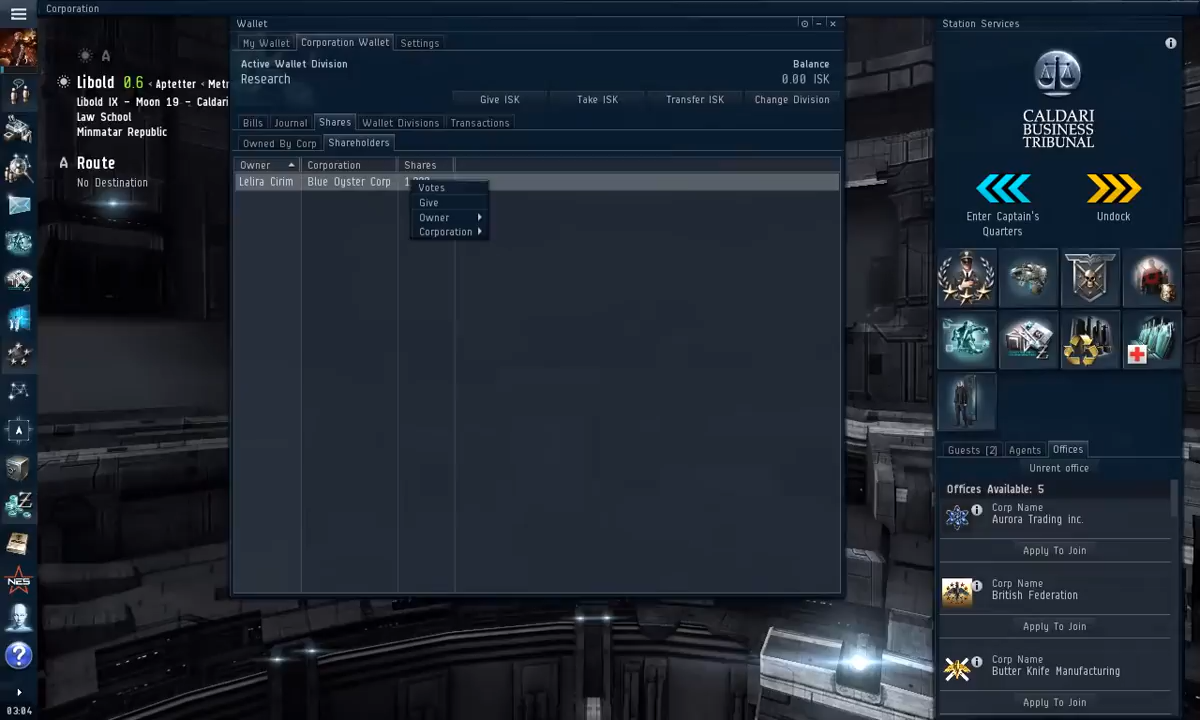 Corporation
Libold 0.6 < Aptetter < Metr
Libold IX - Moon 19 - Caldari
Law School
Minmatar Republic
A Route
No Destination
03:04
Wallet
My Wallet
Corporation Wallet
Settings
Active Wallet Division
Balance
Research
0.00 ISK
Give ISK
Take ISK
Transfer ISK
Change Division
Bills
Journal
Shares
Wallet Divisions
Transactions
Owned By Corp
Shareholders
Owner
Corporation
Shares
Lelira Cirim
Blue Oyster Corp
Votes
Give
Owner
Corporation
Station Services
CALDARI
BUSINESS
TRIBUNAL
Enter Captain's
Quarters
Undock
Guests [2]
Agents
Offices
Unrent office
Offices Available: 5
Corp Name
Aurora Trading inc.
Apply To Join
Corp Name
British Federation
Apply To Join
Corp Name
Butter Knife Manufacturing
Apply To Join